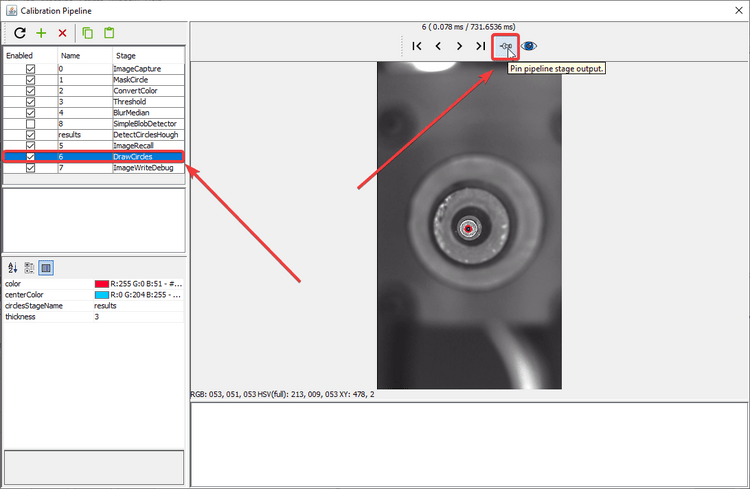 Calibration Pipeline
6 ( 0.078 ms / 731.6536 ms)
Pin pipeline stage output.
Enabled Name Stage
0 ImageCapture
1 MaskCircle
2 ConvertColor
3 Threshold
4 BlurMedian
8 SimpleBlobDetector
results DetectCirclesHough
5 ImageRecall
6 DrawCircles
7 ImageWriteDebug
color R:255 G:0 B:51 - #...
centerColor R:0 G:204 B:255 - ...
circlesStageName results
thickness 3
RGB: 053, 051, 053 HSV(full): 213, 009, 053 XY: 478, 2